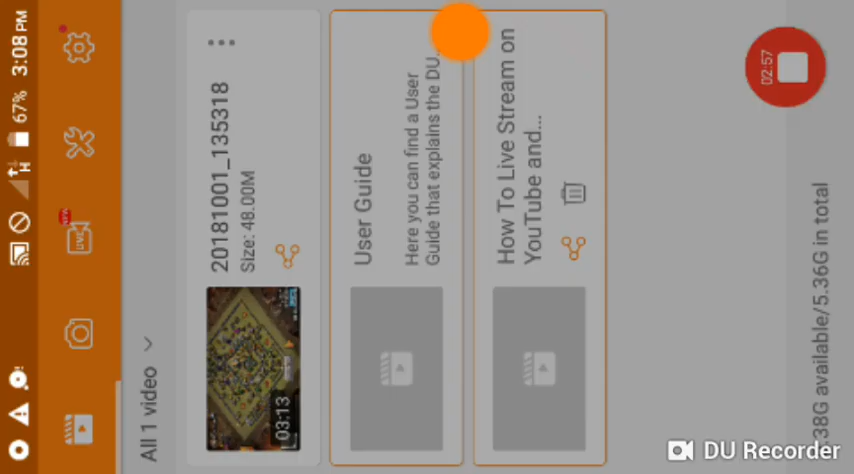 3:08 PM
67%
H
LIVE
All 1 video
20181001_135318
Size: 48.00M
03:13
User Guide
Here you can find a User
Guide that explains the DU...
How To Live Stream on
YouTube and...
02:57
38G available/5.36G in total
DU Recorder